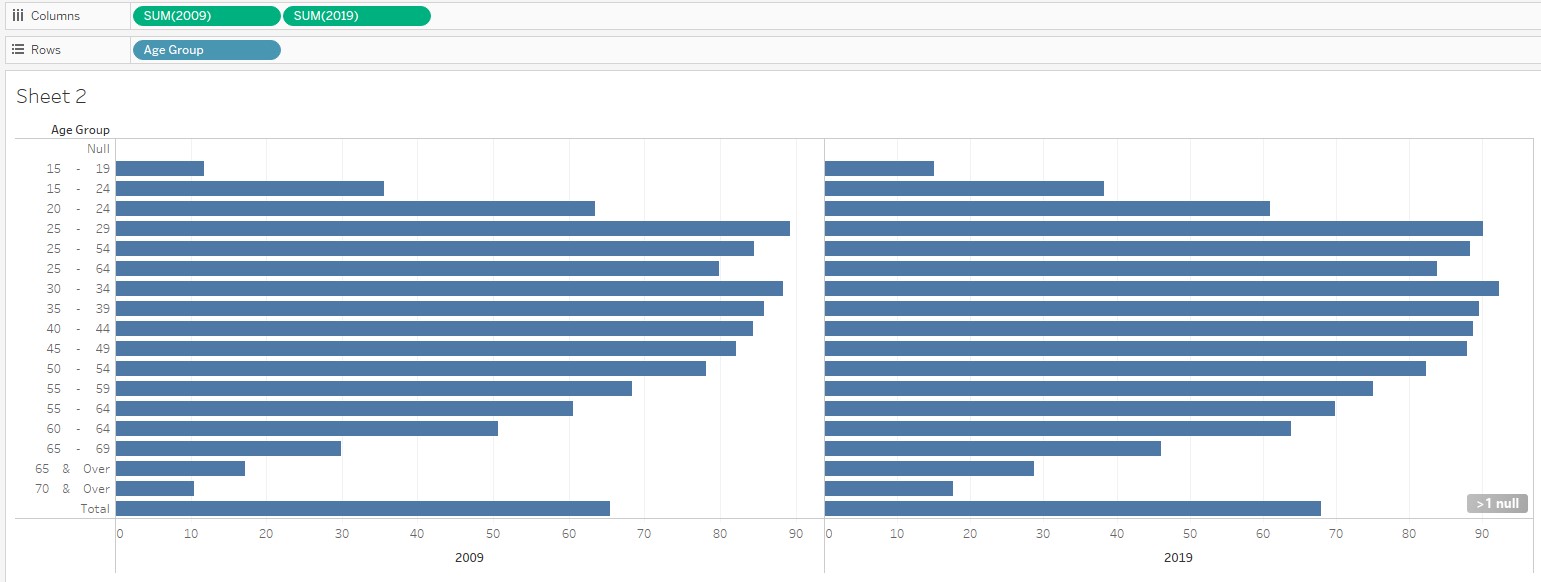 Columns SUM(2009) SUM(2019)
Rows Age Group
Sheet 2
Age Group
Null
15 - 19
15 - 24
20 - 24
25 - 29
25 - 54
25 - 64
30 - 34
35 - 39
40 - 44
45 - 49
50 - 54
55 - 59
55 - 64
60 - 64
65 - 69
65 & Over
70 & Over
Total
>1 null
0 10 20 30 40 50 60 70 80 90 0 10 20 30 40 50 60 70 80 90
2009 2019